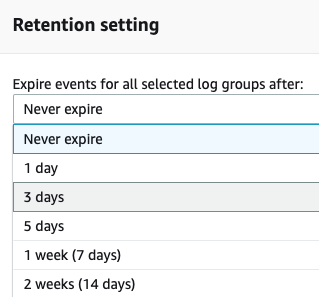 Retention setting
Expire events for all selected log groups after:
Never expire
Never expire
1 day
3 days
5 days
1 week (7 days)
2 weeks (14 days)